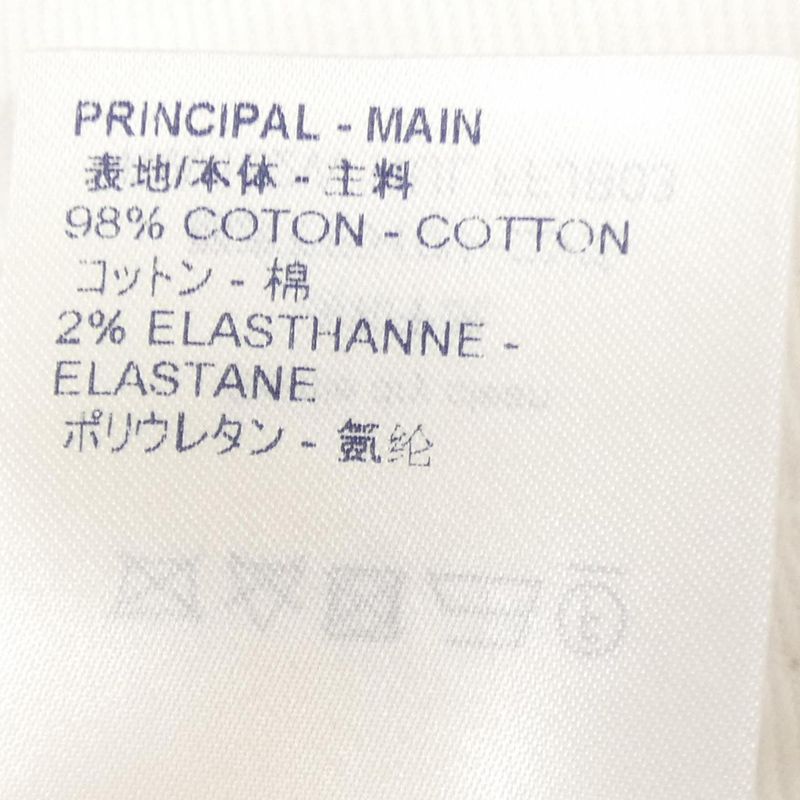 PRINCIPAL - MAIN
表地/本体 - 主料
98% COTON - COTTON
コットン - 棉
2% ELASTHANNE -
ELASTANE
ポリウレタン - 氨纶